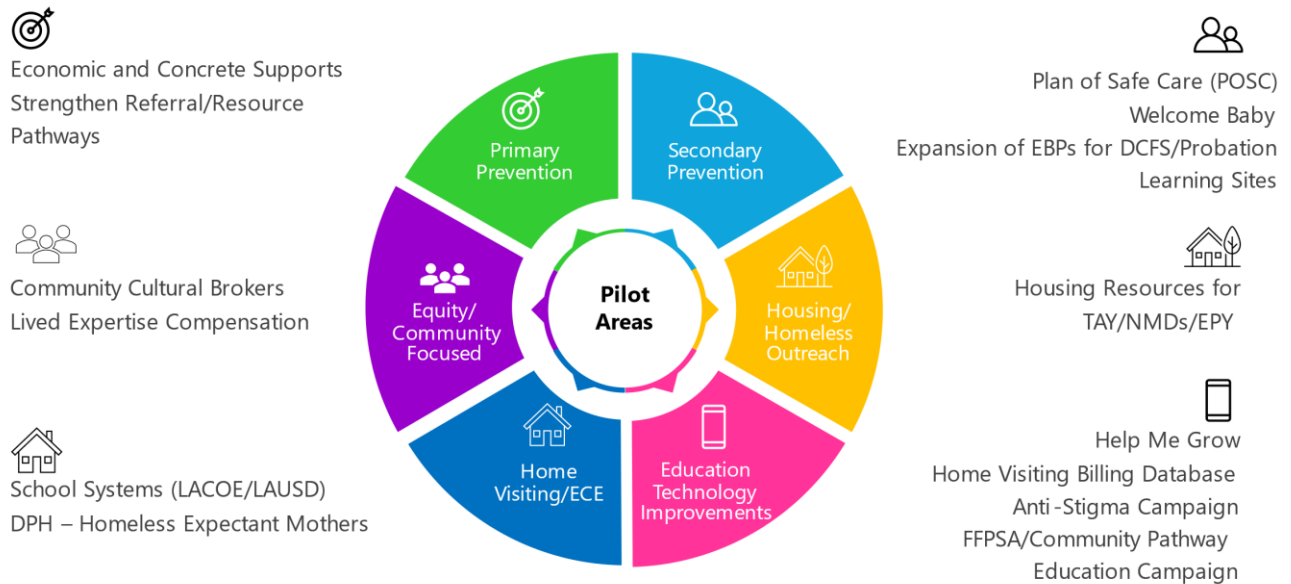 Economic and Concrete Supports
Strengthen Referral/Resource
Pathways
Community Cultural Brokers
Lived Expertise Compensation
School Systems (LACOE/LAUSD)
DPH – Homeless Expectant Mothers
Primary
Prevention
Secondary
Prevention
Equity/
Community
Focused
Pilot
Areas
Housing/
Homeless
Outreach
Home
Visiting/ECE
Education
Technology
Improvements
Plan of Safe Care (POSC)
Welcome Baby
Expansion of EBPs for DCFS/Probation
Learning Sites
Housing Resources for
TAY/NMDs/EPY
Help Me Grow
Home Visiting Billing Database
Anti-Stigma Campaign
FFPSA/Community Pathway
Education Campaign